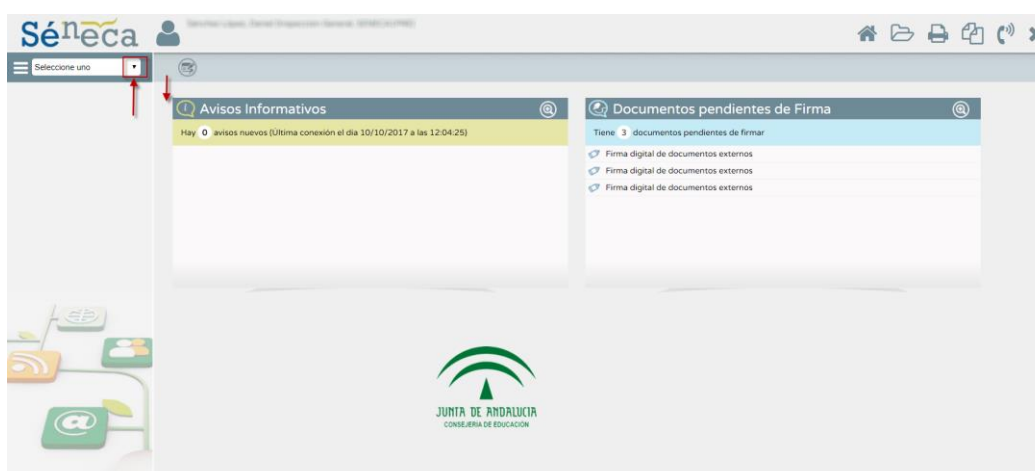 Séneca
Seleccione uno
Avisos Informativos
Hay 0 avisos nuevos (Última conexión el día 10/10/2017 a las 12:04:25)
Documentos pendientes de Firma
Tiene 3 documentos pendientes de firmar
Firma digital de documentos externos
Firma digital de documentos externos
Firma digital de documentos externos
JUNTA DE ANDALUCIA
CONSEJERÍA DE EDUCACIÓN